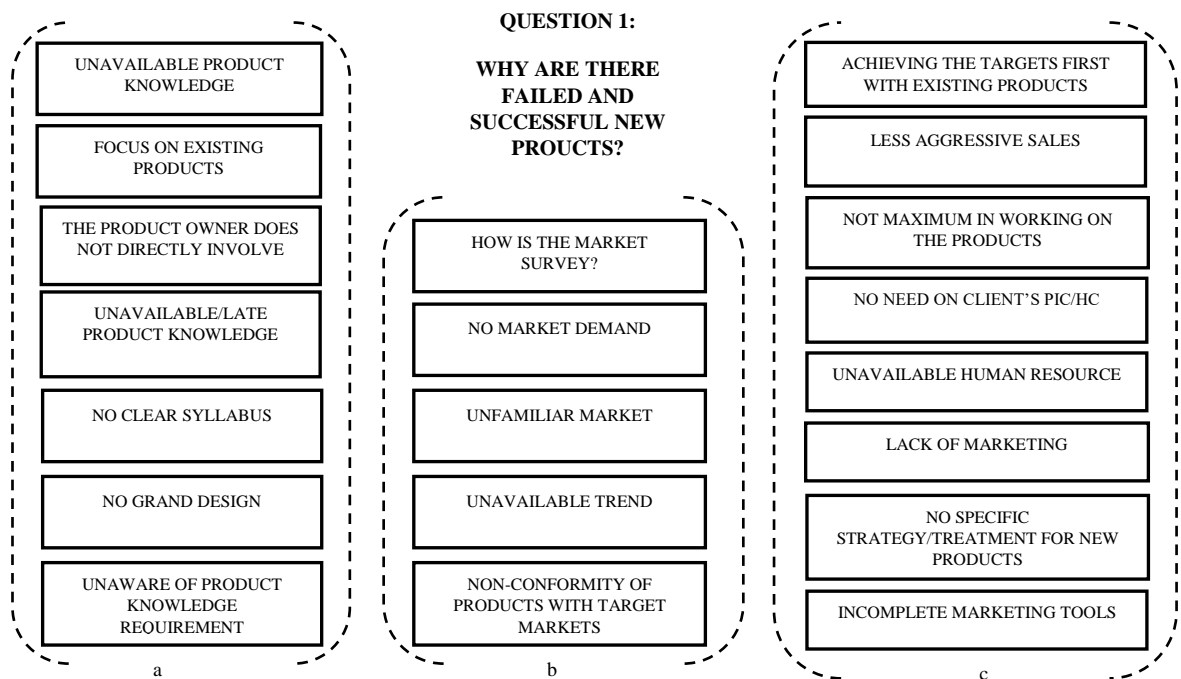 QUESTION 1:
WHY ARE THERE
FAILED AND
SUCCESSFUL NEW
PROUCTS?
UNAVAILABLE PRODUCT
KNOWLEDGE
FOCUS ON EXISTING
PRODUCTS
THE PRODUCT OWNER DOES
NOT DIRECTLY INVOLVE
UNAVAILABLE/LATE
PRODUCT KNOWLEDGE
NO CLEAR SYLLABUS
NO GRAND DESIGN
UNAWARE OF PRODUCT
KNOWLEDGE
REQUIREMENT
a
HOW IS THE MARKET
SURVEY?
NO MARKET DEMAND
UNFAMILIAR MARKET
UNAVAILABLE TREND
NON-CONFORMITY OF
PRODUCTS WITH TARGET
MARKETS
b
ACHIEVING THE TARGETS FIRST
WITH EXISTING PRODUCTS
LESS AGGRESSIVE SALES
NOT MAXIMUM IN WORKING ON
THE PRODUCTS
NO NEED ON CLIENT'S PIC/HC
UNAVAILABLE HUMAN RESOURCE
LACK OF MARKETING
NO SPECIFIC
STRATEGY/TREATMENT FOR NEW
PRODUCTS
INCOMPLETE MARKETING TOOLS
c